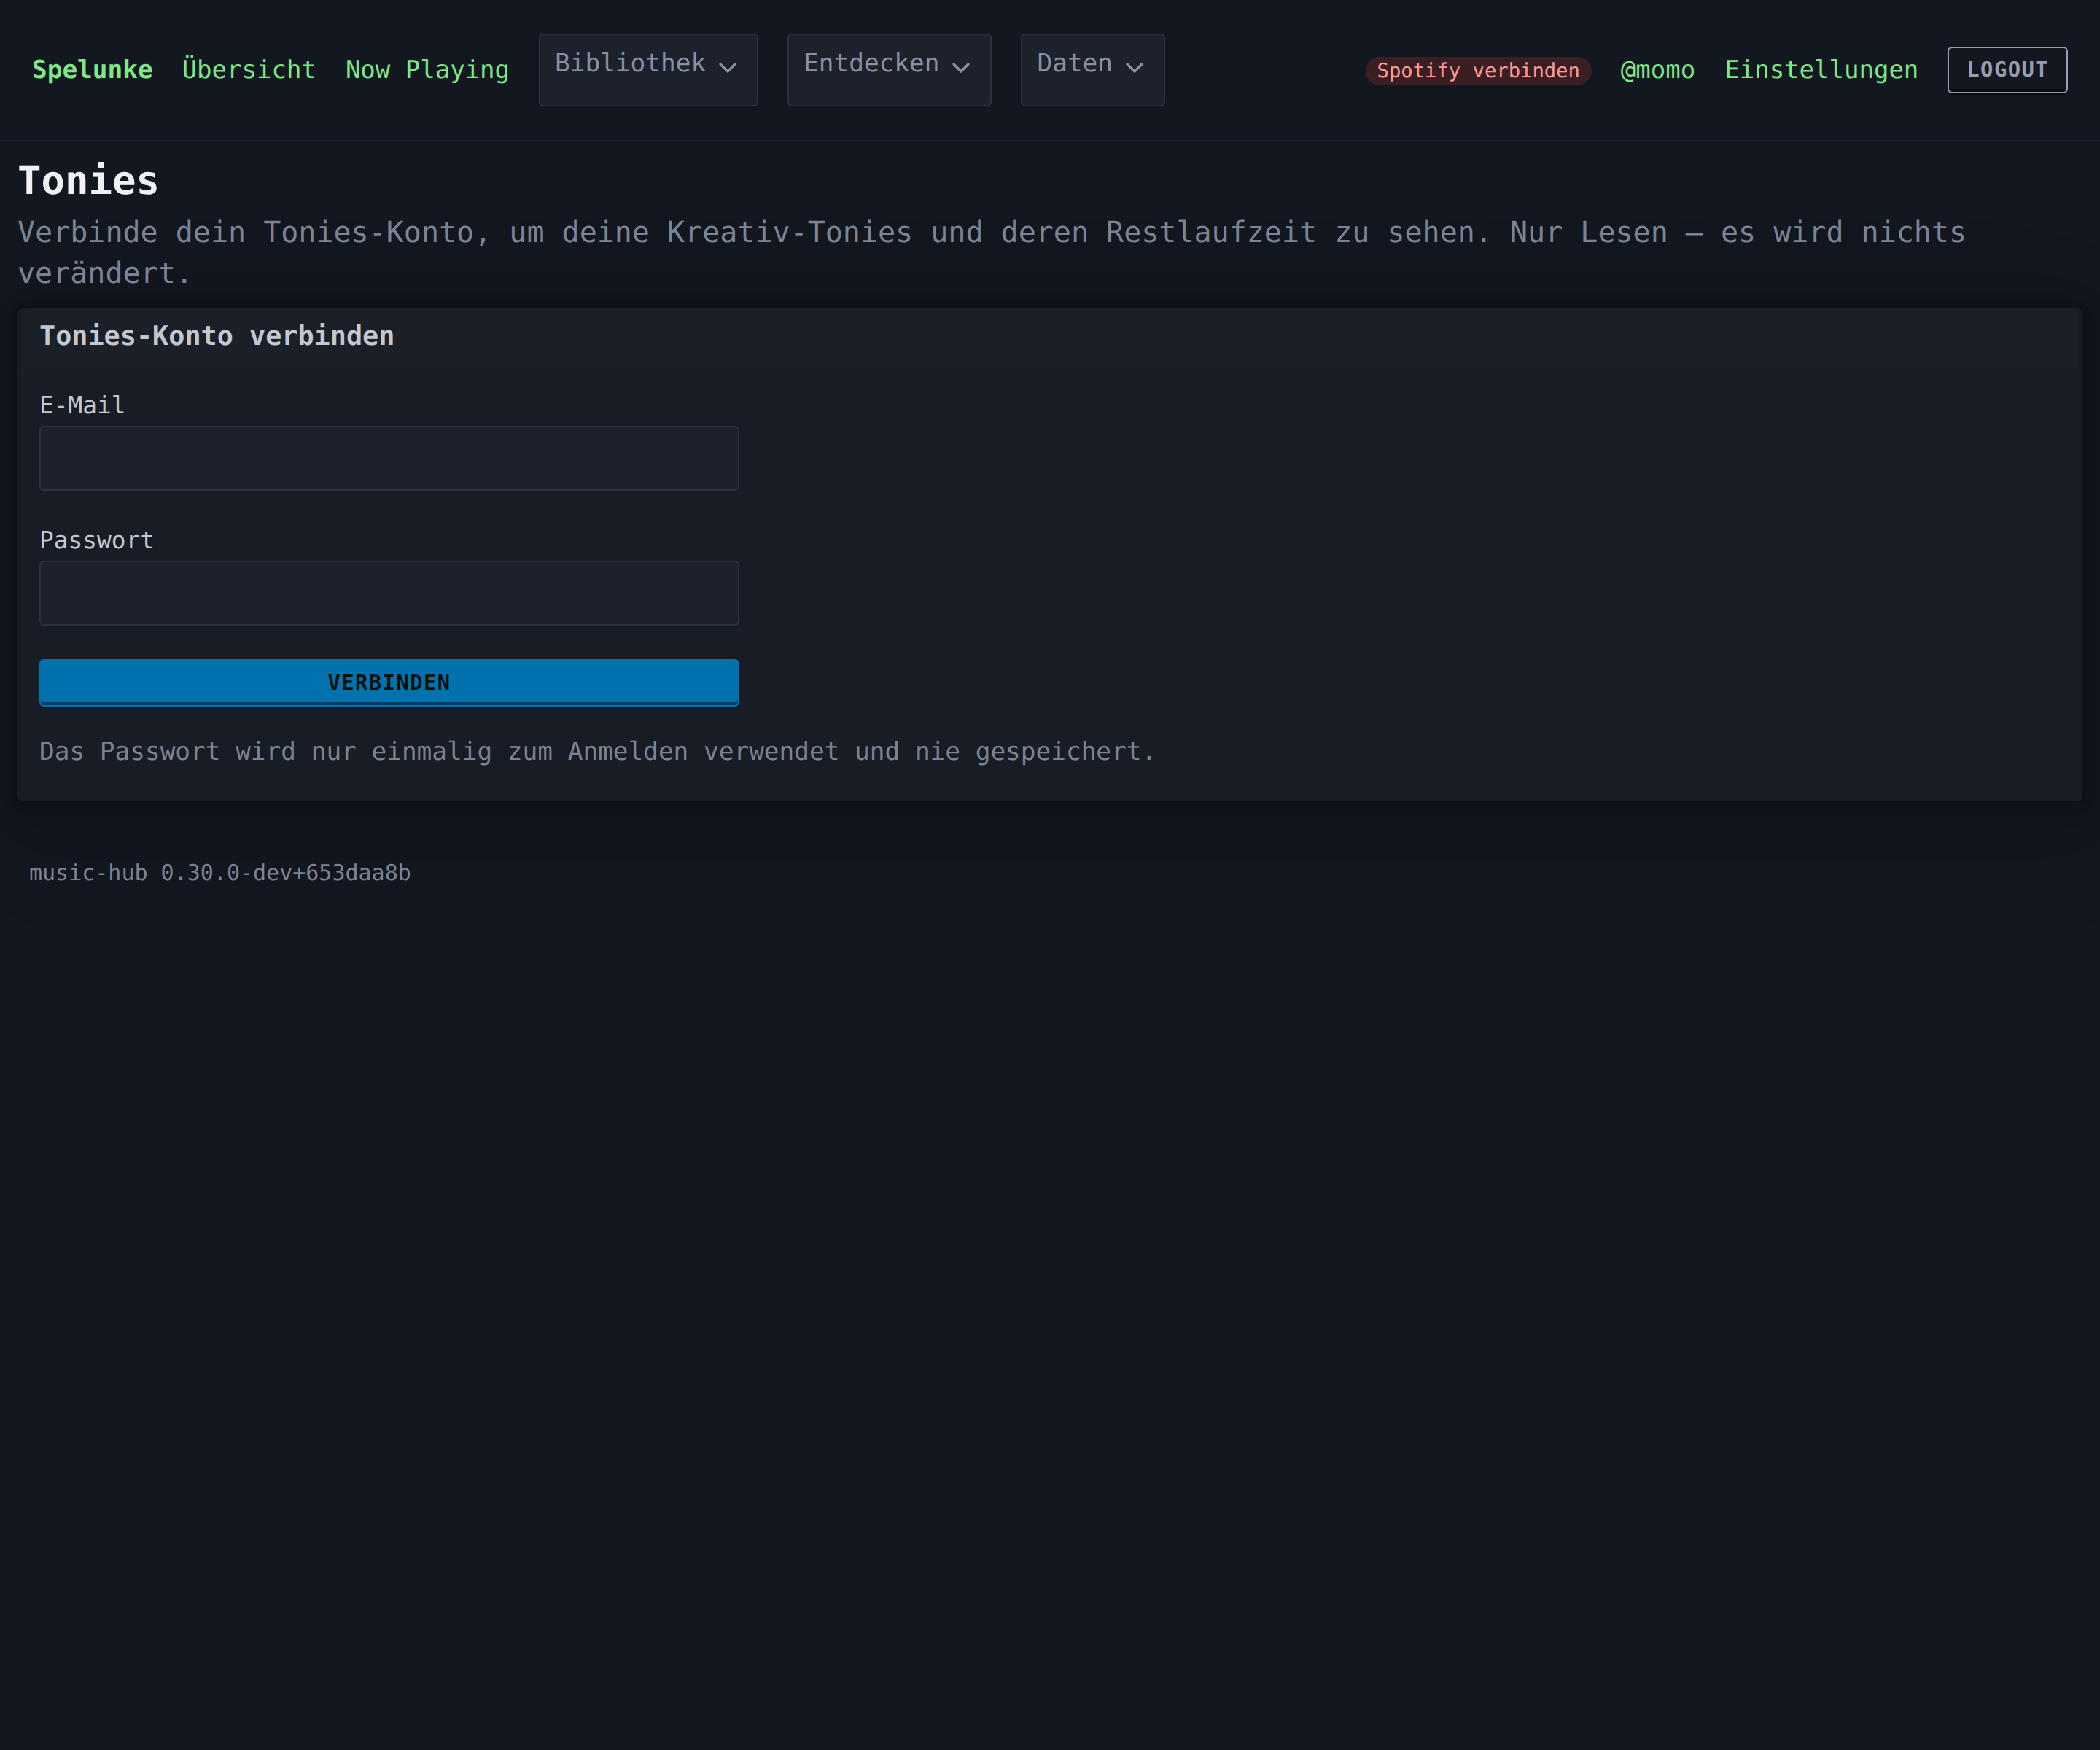 Spelunke Übersicht Now Playing Bibliothek Entdecken Daten Spotify verbinden @momo Einstellungen LOGOUT
Tonies
Verbinde dein Tonies-Konto, um deine Kreativ-Tonies und deren Restlaufzeit zu sehen. Nur Lesen – es wird nichts
verändert.
Tonies-Konto verbinden
E-Mail
Passwort
VERBINDEN
Das Passwort wird nur einmalig zum Anmelden verwendet und nie gespeichert.
music-hub 0.30.0-dev+653daa8b